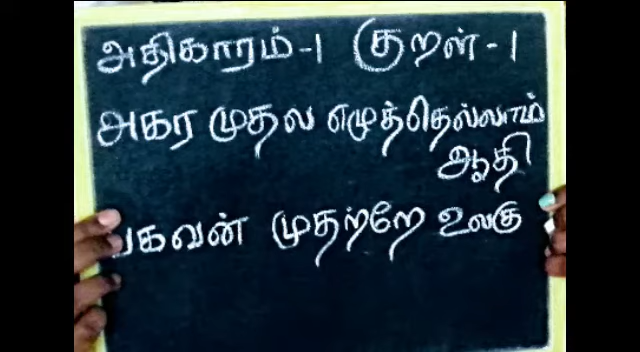 அதிகாரம்-1 குறள்-1
அகர முதல எழுத்தெல்லாம்
ஆதி
பகவன் முதற்றே உலகு